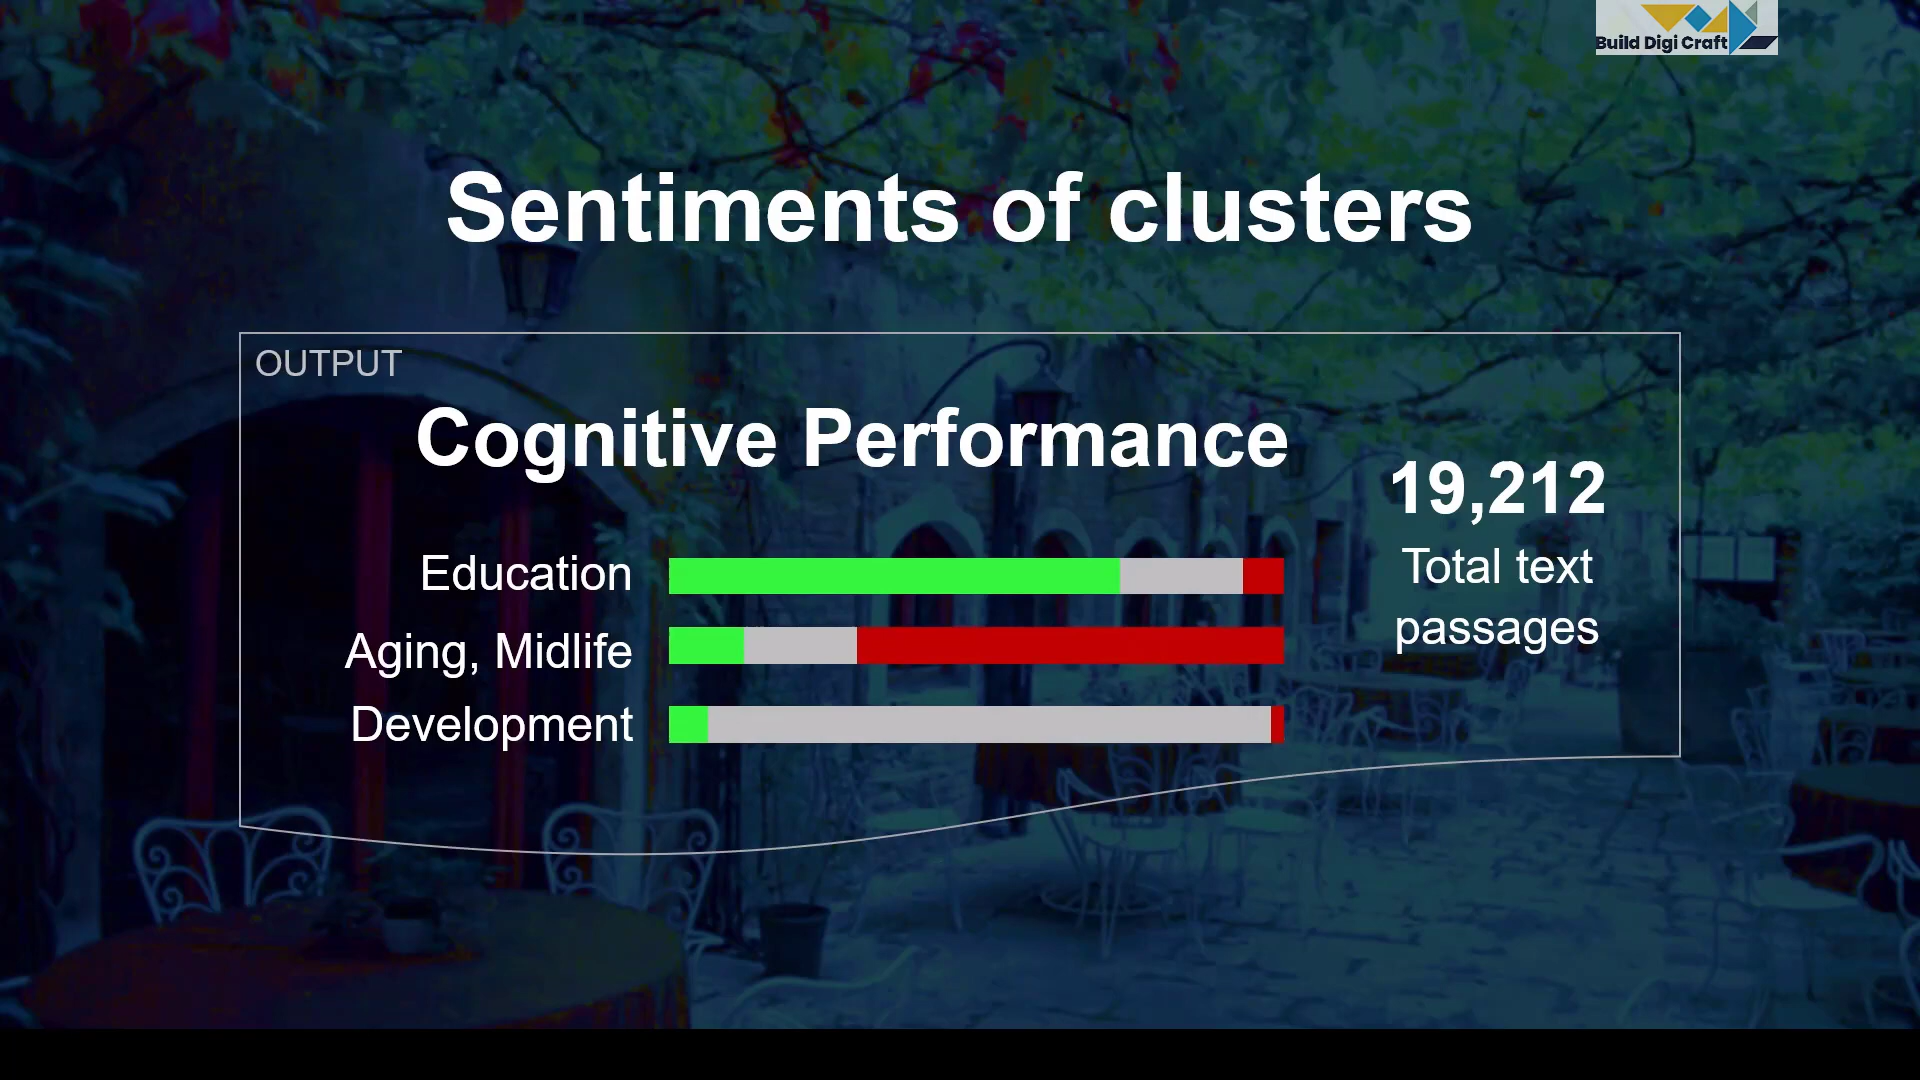 Build Digi Craft
Sentiments of clusters
OUTPUT
Cognitive Performance
19,212
Total text
passages
Education
Aging, Midlife
Development